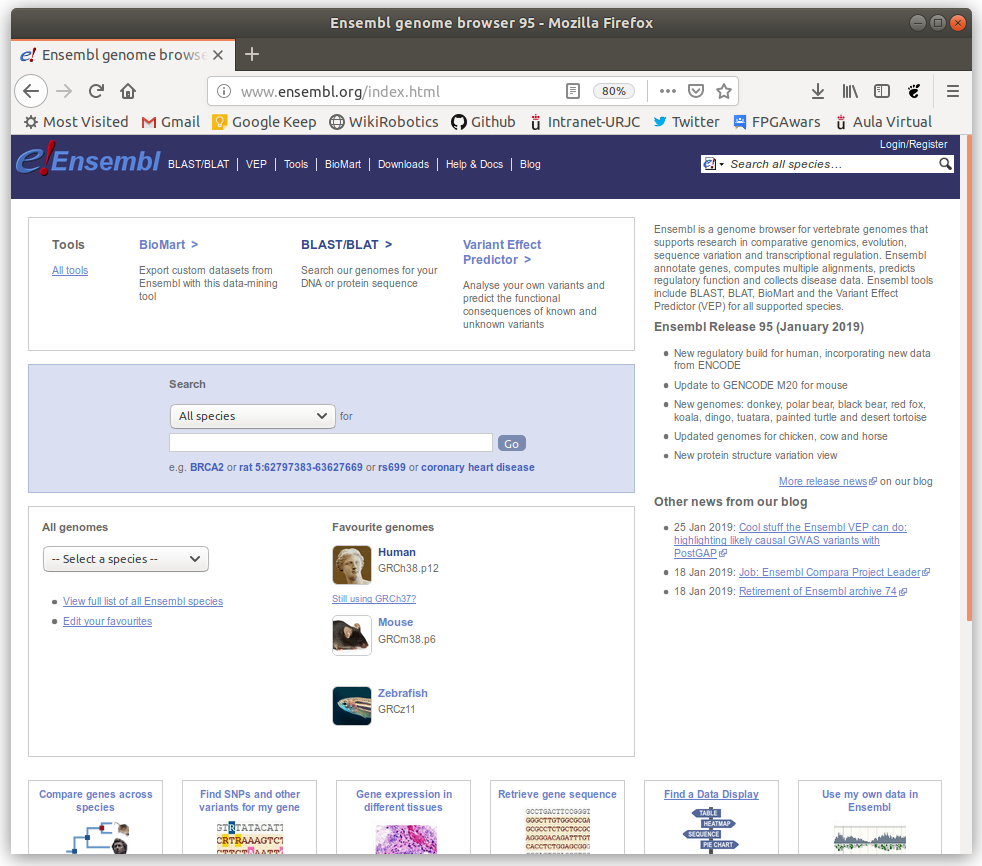 Ensembl genome browser 95 - Mozilla Firefox
Ensembl genome brows
www.ensembl.org/index.html
80%
Most Visited Gmail Google Keep WikiRobotics Github Intranet-URJC Twitter FPGAwars Aula Virtual
Login/Register
e!Ensembl BLAST/BLAT | VEP | Tools | BioMart | Downloads | Help & Docs | Blog
Search all species…
Tools
All tools
BioMart >
Export custom datasets from
Ensembl with this data-mining
tool
BLAST/BLAT >
Search our genomes for your
DNA or protein sequence
Variant Effect
Predictor >
Analyse your own variants and
predict the functional
consequences of known and
unknown variants
Search
All species for
Go
e.g. BRCA2 or rat 5:62797383-63627669 or rs699 or coronary heart disease
All genomes
-- Select a species --
View full list of all Ensembl species
Edit your favourites
Favourite genomes
Human
GRCh38.p12
Still using GRCh37?
Mouse
GRCm38.p6
Zebrafish
GRCz11
Ensembl is a genome browser for vertebrate genomes that
supports research in comparative genomics, evolution,
sequence variation and transcriptional regulation. Ensembl
annotate genes, computes multiple alignments, predicts
regulatory function and collects disease data. Ensembl tools
include BLAST, BLAT, BioMart and the Variant Effect
Predictor (VEP) for all supported species.
Ensembl Release 95 (January 2019)
New regulatory build for human, incorporating new data
from ENCODE
Update to GENCODE M20 for mouse
New genomes: donkey, polar bear, black bear, red fox,
koala, dingo, tuatara, painted turtle and desert tortoise
Updated genomes for chicken, cow and horse
New protein structure variation view
More release news on our blog
Other news from our blog
25 Jan 2019: Cool stuff the Ensembl VEP can do:
highlighting likely causal GWAS variants with
PostGAP
18 Jan 2019: Job: Ensembl Compara Project Leader
18 Jan 2019: Retirement of Ensembl archive 74
Compare genes across
species
Find SNPs and other
variants for my gene
GTRTATACATT
CRTRAAAGTCT
Gene expression in
different tissues
Retrieve gene sequence
GCCTGACTTCCGGGT
GGGCTTGTGGCGCGA
GCGCCTCTGCTGCGC
AGGGGACAGATTTGT
CACCTCTGGAGCGG
Find a Data Display
TABLE
HEATMAP
SEQUENCE
PIE CHART
Use my own data in
Ensembl